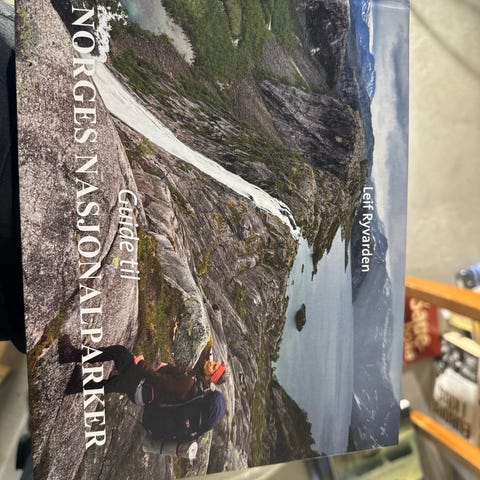 Leif Ryvarden
Guide til
NORGES NASJONALPARKER